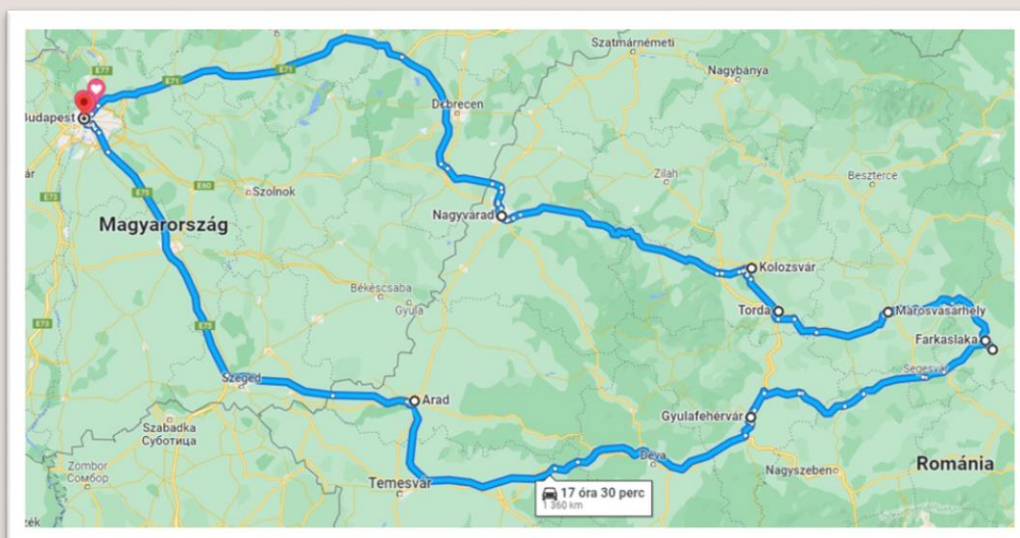 Szatmárnémeti
E77
Nagybánya
E71
E71
Debrecen
Budapest
Zilah
Beszterce
E60
E75
Szolnok
E73
Nagyvárad
Magyarország
Kolozsvár
Békéscsaba
Gyula
Torda
Marosvásárhely
E73
E75
Farkaslaka
Segesvár
Szeged
Arad
Gyulafehérvár
Szabadka
Суботица
Déva
Nagyszeben
Románia
Zombor
Сомбор
Temesvár
17 óra 30 perc
1 360 km